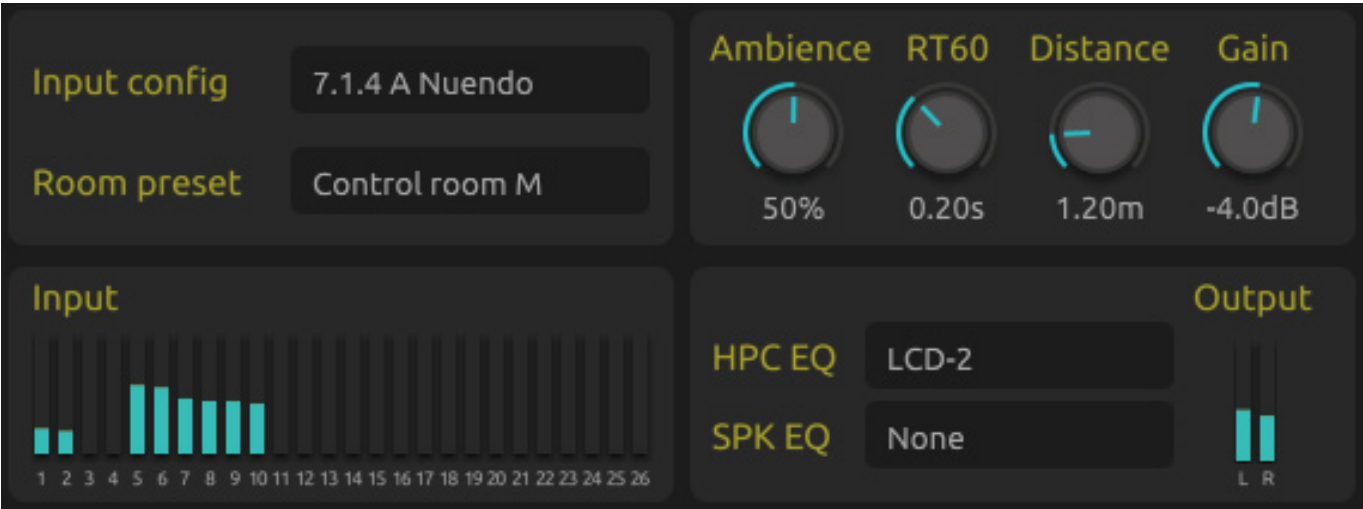 Input config 7.1.4 A Nuendo
Room preset Control room M
Ambience RT60 Distance Gain
50% 0.20s 1.20m -4.0dB
Input
1 2 3 4 5 6 7 8 9 10 11 12 13 14 15 16 17 18 19 20 21 22 23 24 25 26
Output
HPC EQ LCD-2
SPK EQ None
L R